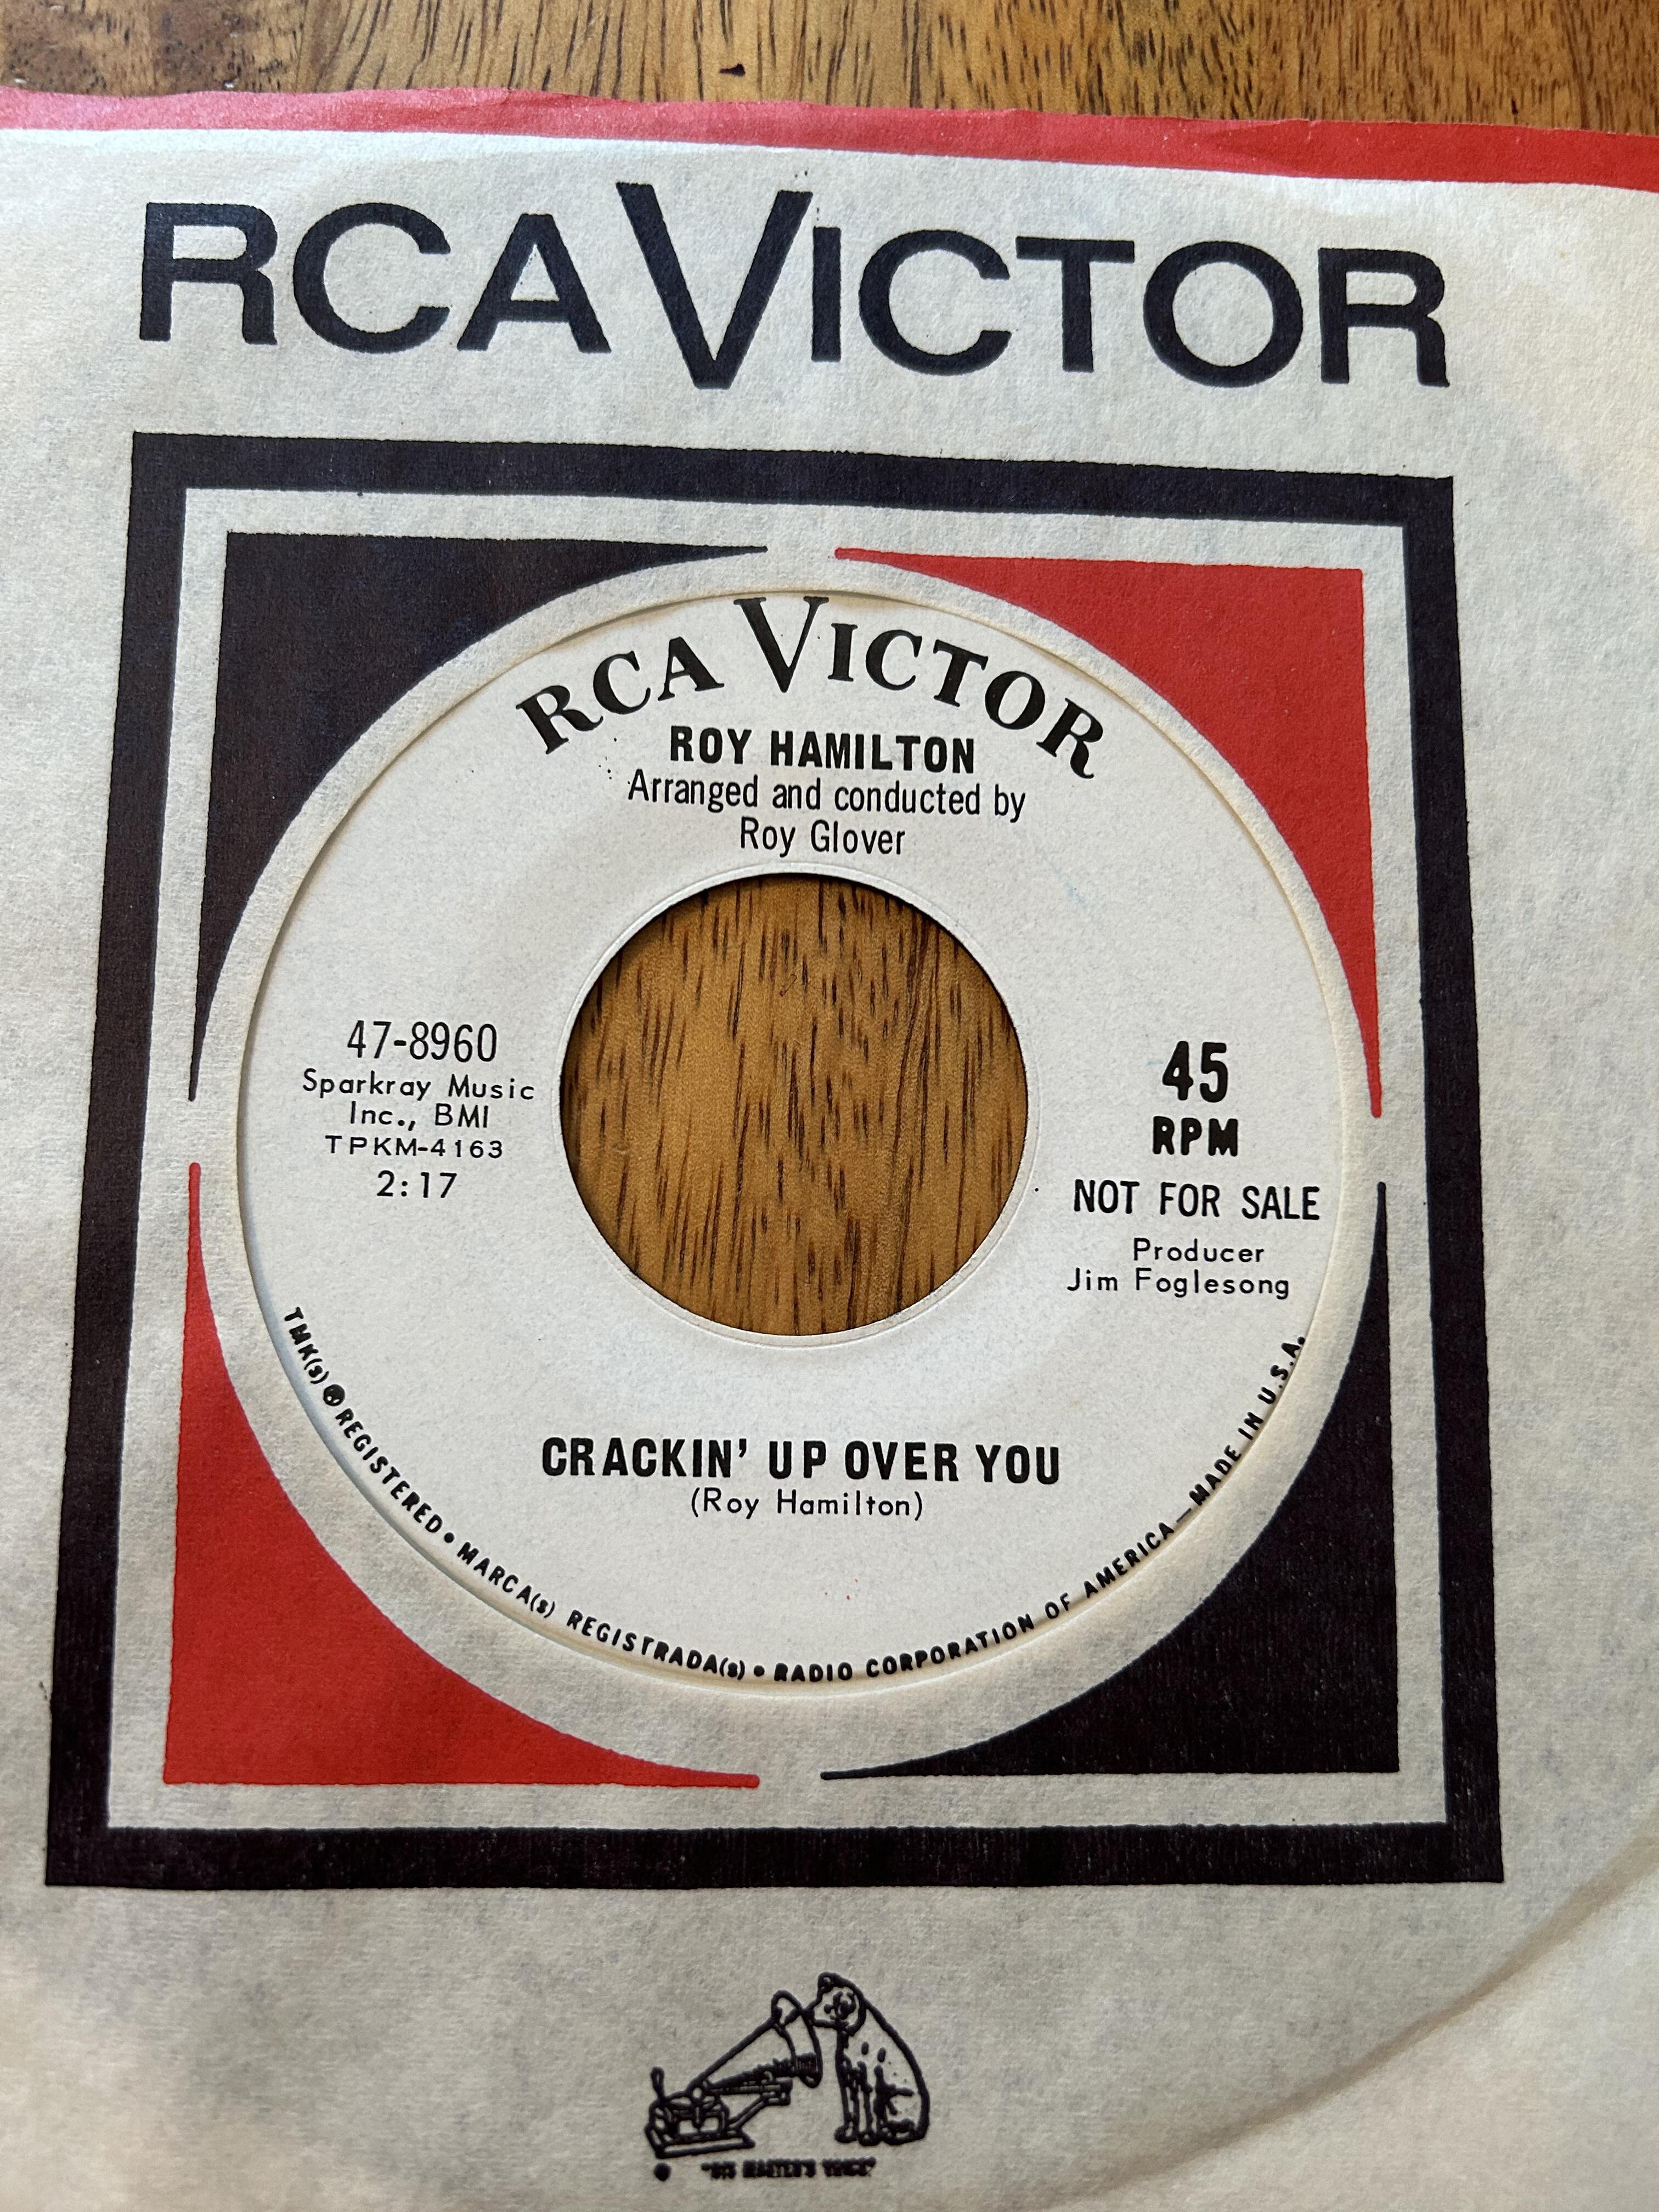 RCA VICTOR
RCA VICTOR
ROY HAMILTON
Arranged and conducted by
Roy Glover
47-8960
Sparkray Music
Inc., BMI
TPKM-4163
2:17
45
RPM
NOT FOR SALE
Producer
Jim Foglesong
CRACKIN' UP OVER YOU
(Roy Hamilton)
TMK(s) ® REGISTERED • MARCA(s) REGISTRADA(s) • RADIO CORPORATION OF AMERICA—MADE IN U.S.A.
® "HIS MASTER'S VOICE"